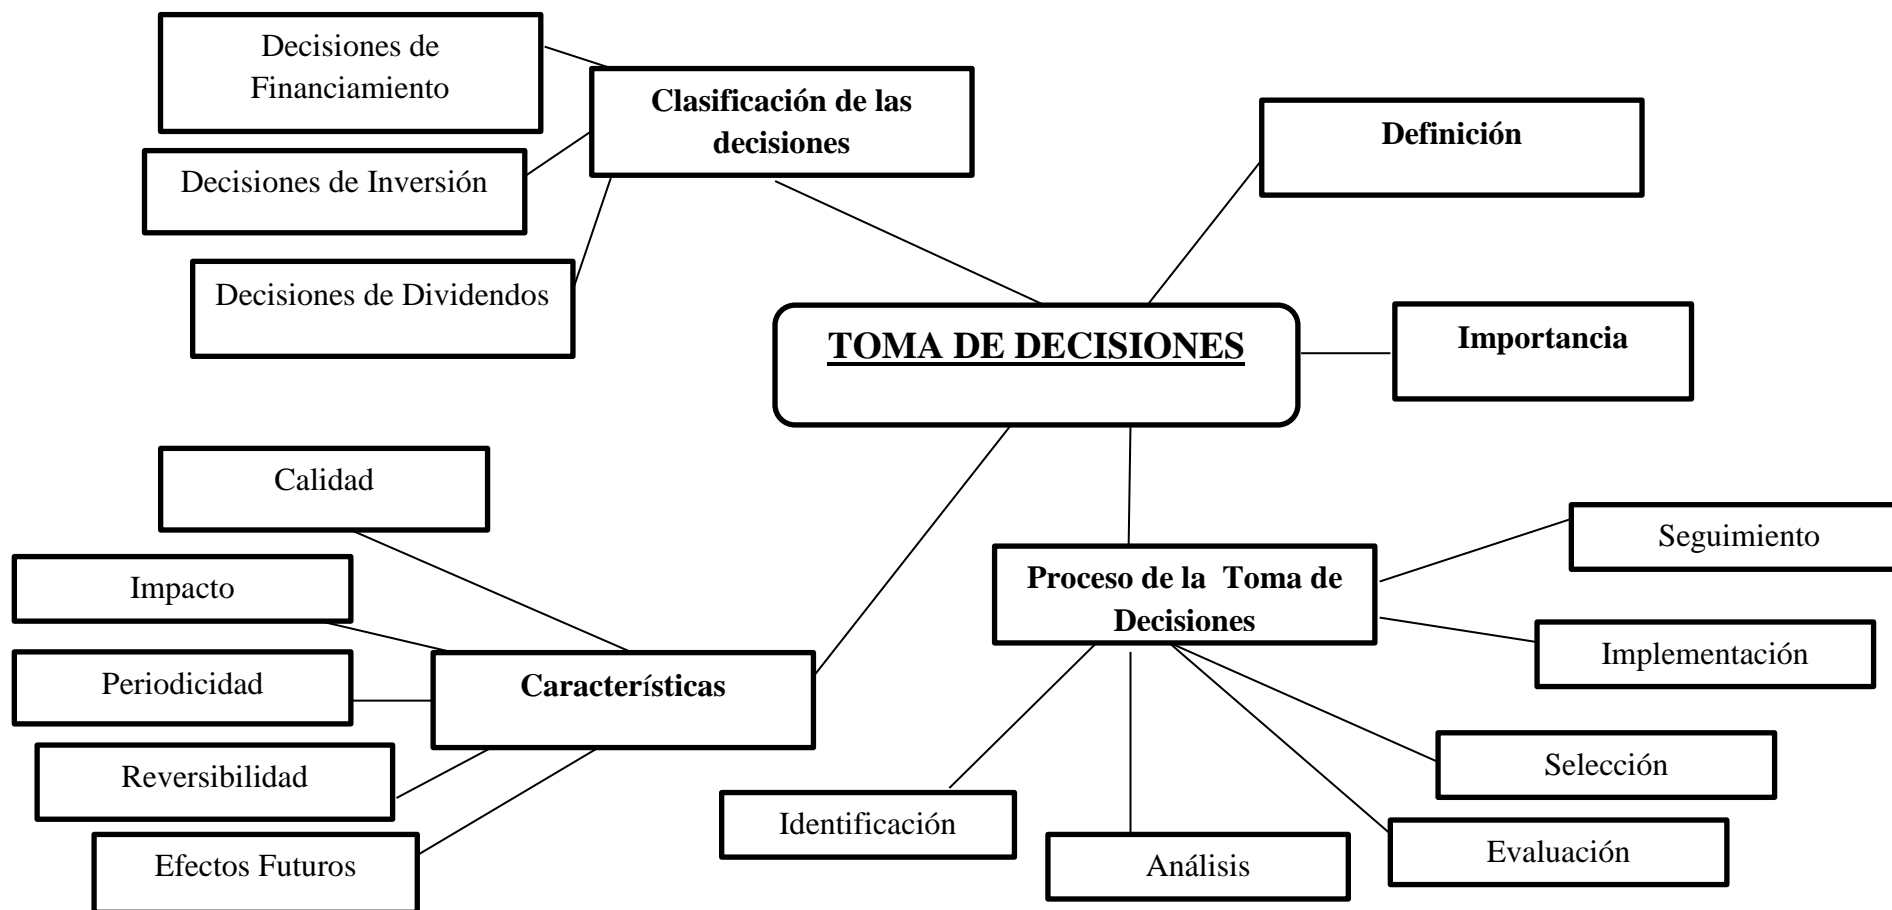 Decisiones de
Financiamiento
Clasificación de las
decisiones
Definición
Decisiones de Inversión
Decisiones de Dividendos
TOMA DE DECISIONES
Importancia
Calidad
Seguimiento
Impacto
Proceso de la  Toma de
Decisiones
Implementación
Periodicidad
Características
Reversibilidad
Selección
Identificación
Efectos Futuros
Análisis
Evaluación